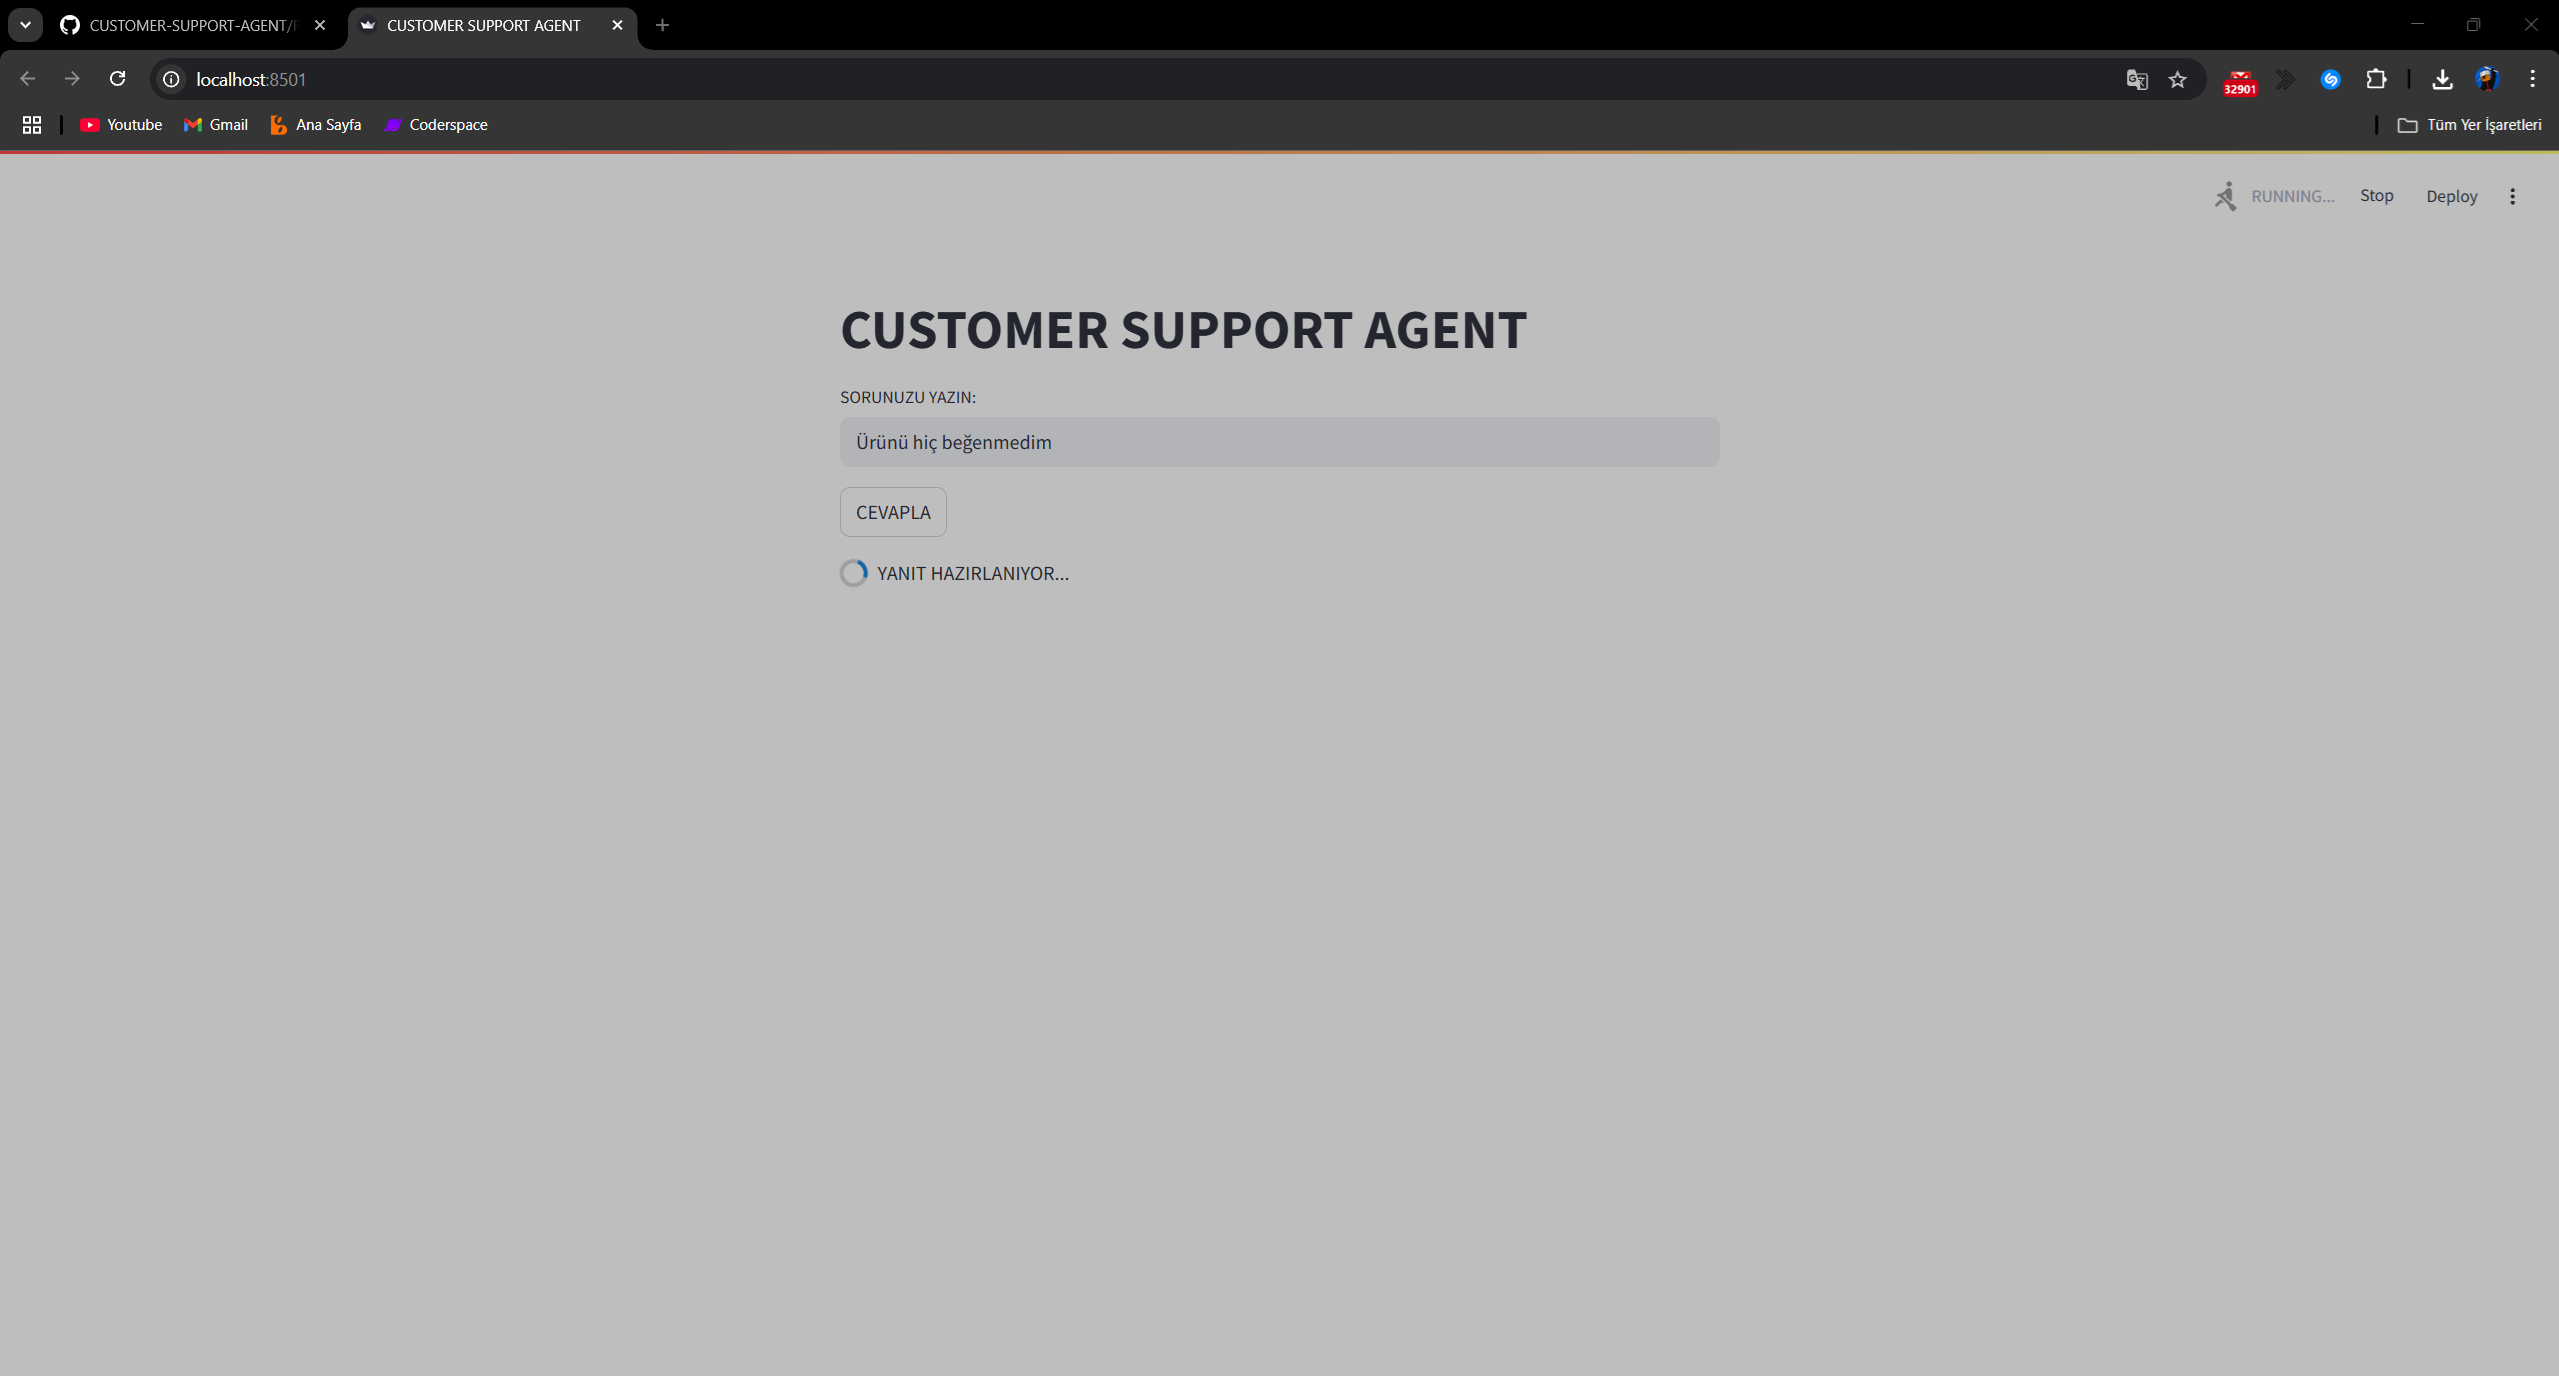 CUSTOMER-SUPPORT-AGENT/
CUSTOMER SUPPORT AGENT
localhost:8501
32901
Youtube
Gmail
Ana Sayfa
Coderspace
Tüm Yer İşaretleri
RUNNING...
Stop
Deploy
CUSTOMER SUPPORT AGENT
SORUNUZU YAZIN:
Ürünü hiç beğenmedim
CEVAPLA
YANIT HAZIRLANIYOR...